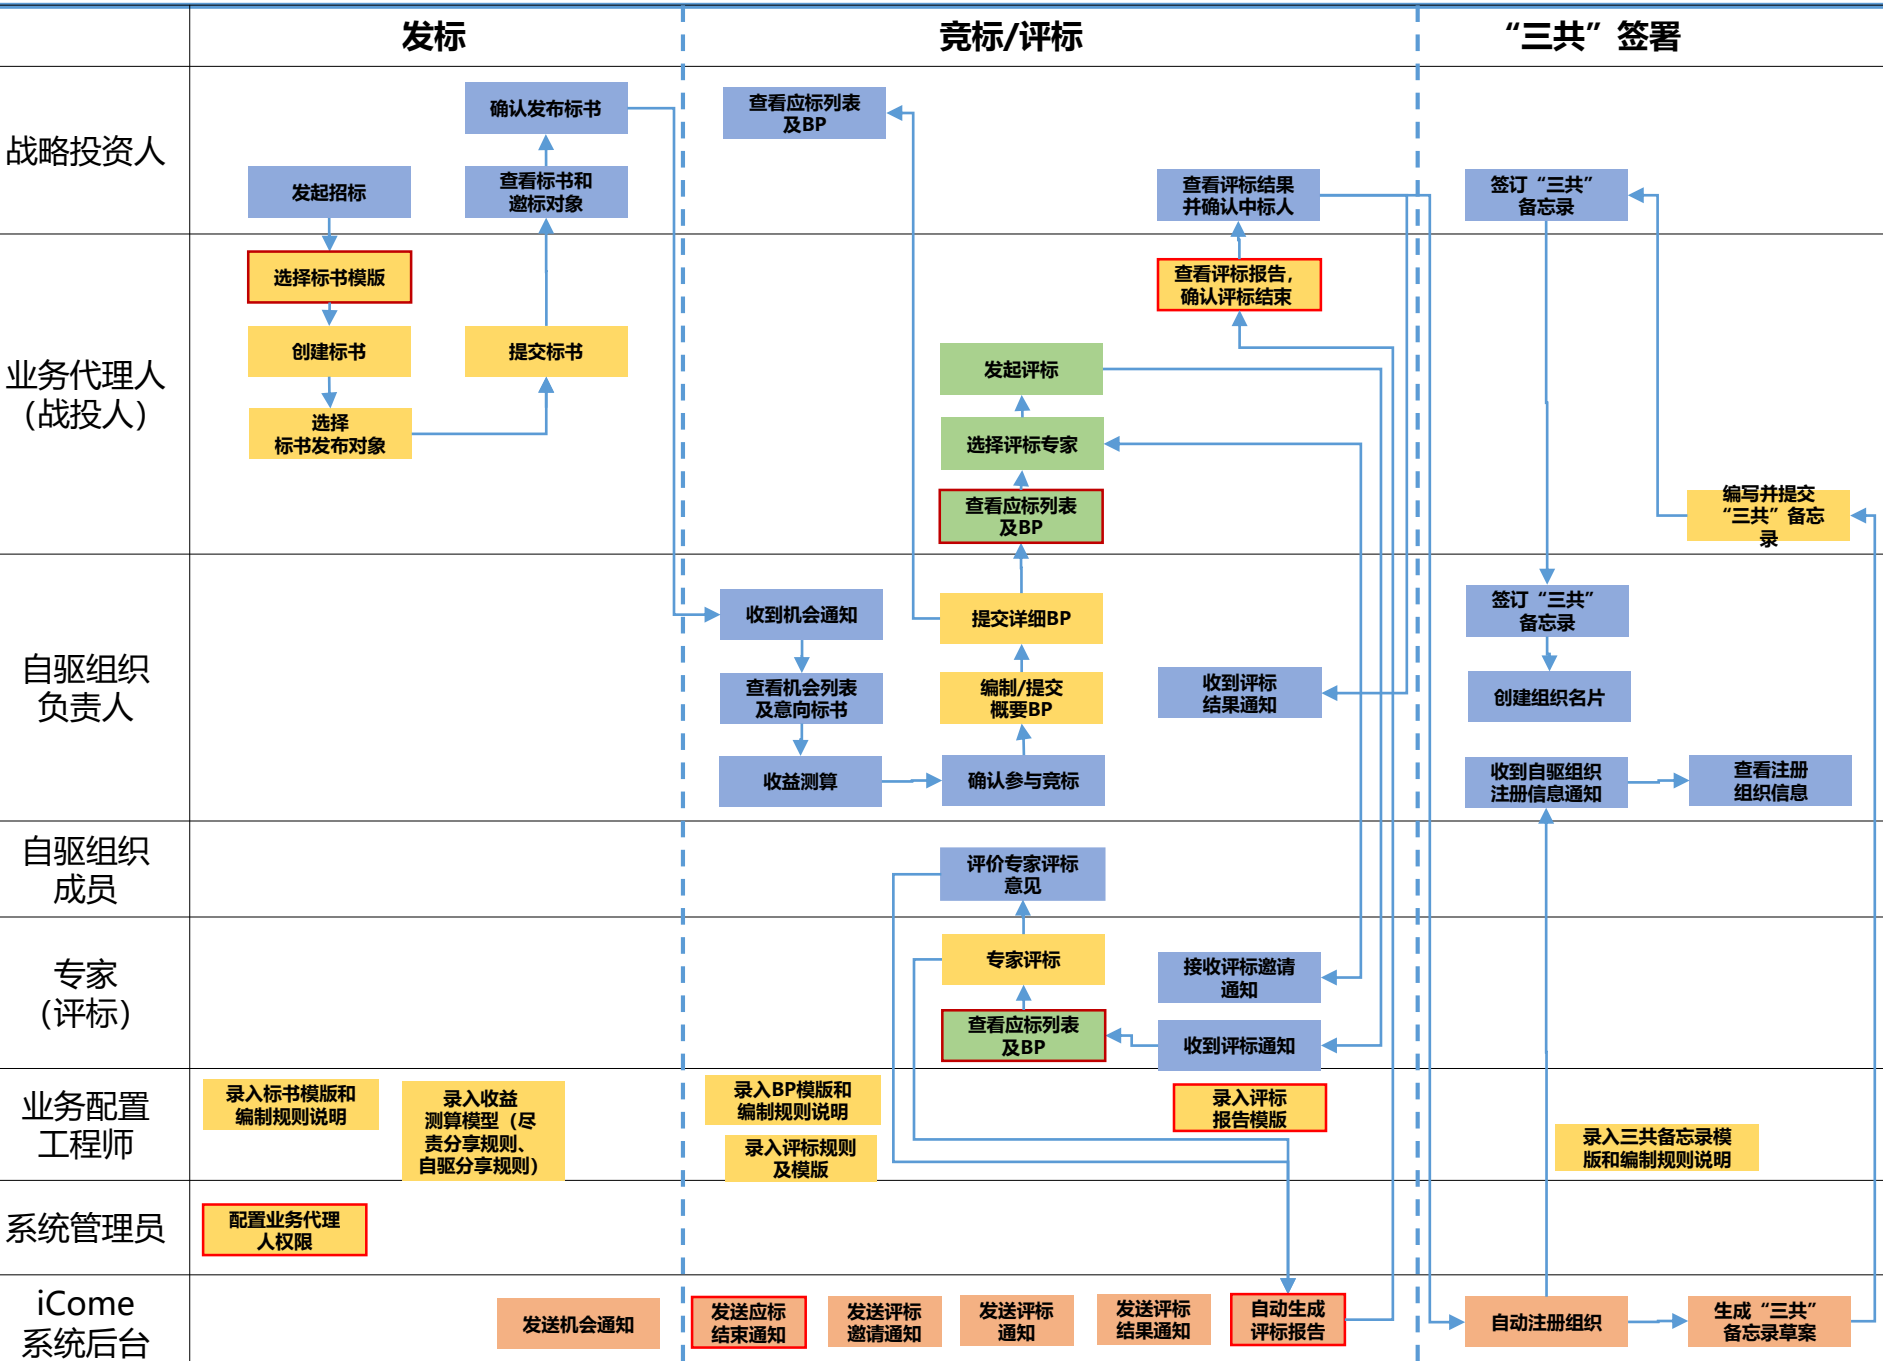 发标
竞标/评标
“三共”签署
战略投资人
确认发布标书
发起招标
查看标书和
邀标对象
查看应标列表
及BP
查看评标结果
并确认中标人
签订“三共”
备忘录
业务代理人
（战投人）
选择标书模版
创建标书
选择
标书发布对象
提交标书
查看评标报告，
确认评标结束
发起评标
选择评标专家
查看应标列表
及BP
编写并提交
“三共”备忘
录
自驱组织
负责人
收到机会通知
查看机会列表
及意向标书
收益测算
提交详细BP
编制/提交
概要BP
确认参与竞标
收到评标
结果通知
签订“三共”
备忘录
创建组织名片
收到自驱组织
注册信息通知
查看注册
组织信息
自驱组织
成员
评价专家评标
意见
专家
（评标）
专家评标
查看应标列表
及BP
接收评标邀请
通知
收到评标通知
业务配置
工程师
录入标书模版和
编制规则说明
录入收益
测算模型（尽
责分享规则、
自驱分享规则）
录入BP模版和
编制规则说明
录入评标规则
及模版
录入评标
报告模版
录入三共备忘录模
版和编制规则说明
系统管理员
配置业务代理
人权限
iCome
系统后台
发送机会通知
发送应标
结束通知
发送评标
邀请通知
发送评标
通知
发送评标
结果通知
自动生成
评标报告
自动注册组织
生成“三共”
备忘录草案